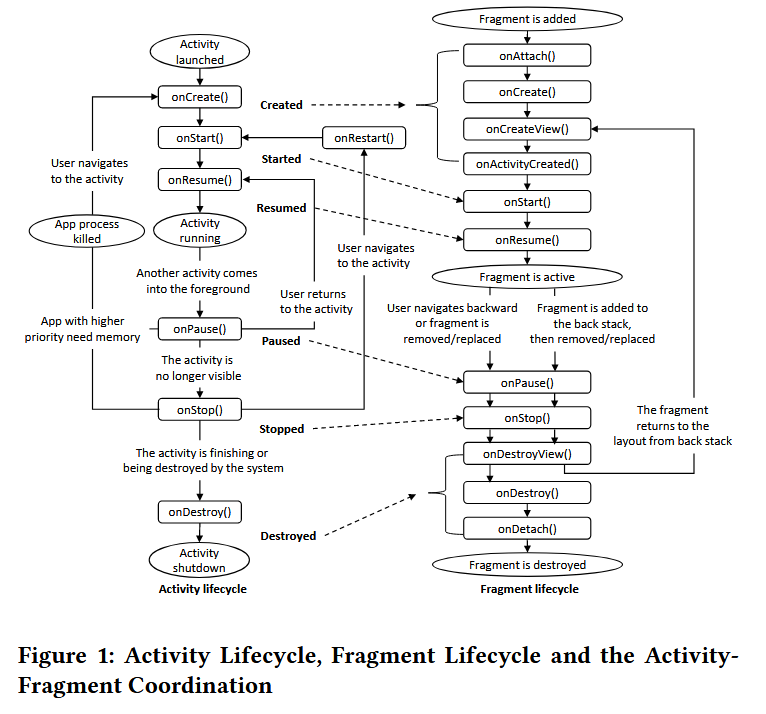 Activity
launched
onCreate()
onStart()
onRestart()
User navigates
to the activity
onResume()
App process
killed
Activity
running
User navigates
to the activity
Another activity comes
into the foreground
User returns
to the activity
App with higher
priority need memory
onPause()
The activity is
no longer visible
onStop()
The activity is finishing or
being destroyed by the system
onDestroy()
Activity
shutdown
Activity lifecycle
Created
Started
Resumed
Paused
Stopped
Destroyed
Fragment is added
onAttach()
onCreate()
onCreateView()
onActivityCreated()
onStart()
onResume()
Fragment is active
User navigates backward
or fragment is
removed/replaced
Fragment is added to
the back stack,
then removed/replaced
onPause()
onStop()
The fragment
returns to the
layout from back stack
onDestroyView()
onDestroy()
onDetach()
Fragment is destroyed
Fragment lifecycle
Figure 1: Activity Lifecycle, Fragment Lifecycle and the Activity-
Fragment Coordination